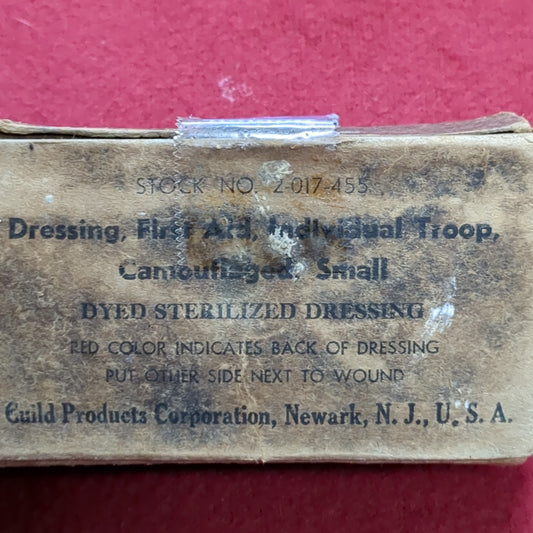 STOCK NO. 2-017-455
Dressing, First Aid, Individual Troop,
Camouflaged, Small
DYED STERILIZED DRESSING
RED COLOR INDICATES BACK OF DRESSING
PUT OTHER SIDE NEXT TO WOUND
Guild Products Corporation, Newark, N. J., U. S. A.